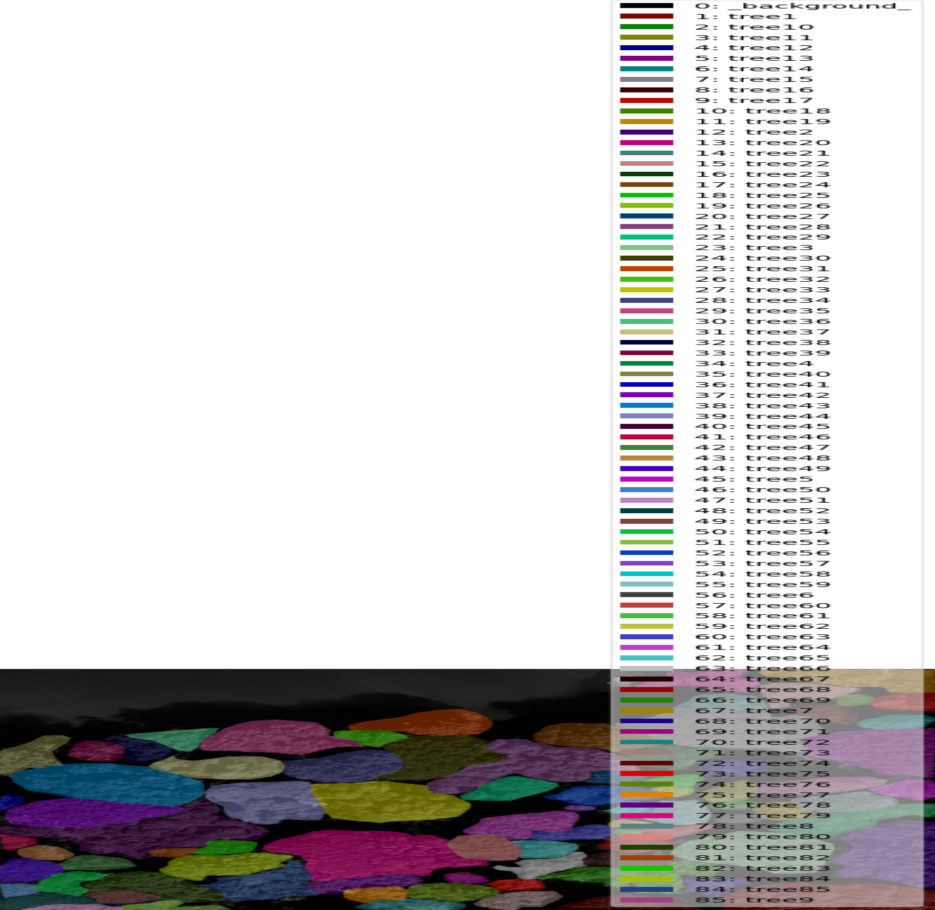 0: _background_
1: tree1
2: tree10
3: tree11
4: tree12
5: tree13
6: tree14
7: tree15
8: tree16
9: tree17
10: tree18
11: tree19
12: tree2
13: tree20
14: tree21
15: tree22
16: tree23
17: tree24
18: tree25
19: tree26
20: tree27
21: tree28
22: tree29
23: tree3
24: tree30
25: tree31
26: tree32
27: tree33
28: tree34
29: tree35
30: tree36
31: tree37
32: tree38
33: tree39
34: tree4
35: tree40
36: tree41
37: tree42
38: tree43
39: tree44
40: tree45
41: tree46
42: tree47
43: tree48
44: tree49
45: tree5
46: tree50
47: tree51
48: tree52
49: tree53
50: tree54
51: tree55
52: tree56
53: tree57
54: tree58
55: tree59
56: tree6
57: tree60
58: tree61
59: tree62
60: tree63
61: tree64
62: tree65
63: tree66
64: tree67
65: tree68
66: tree69
67: tree7
68: tree70
69: tree71
70: tree72
71: tree73
72: tree74
73: tree75
74: tree76
75: tree77
76: tree78
77: tree79
78: tree8
79: tree80
80: tree81
81: tree82
82: tree83
83: tree84
84: tree85
85: tree9